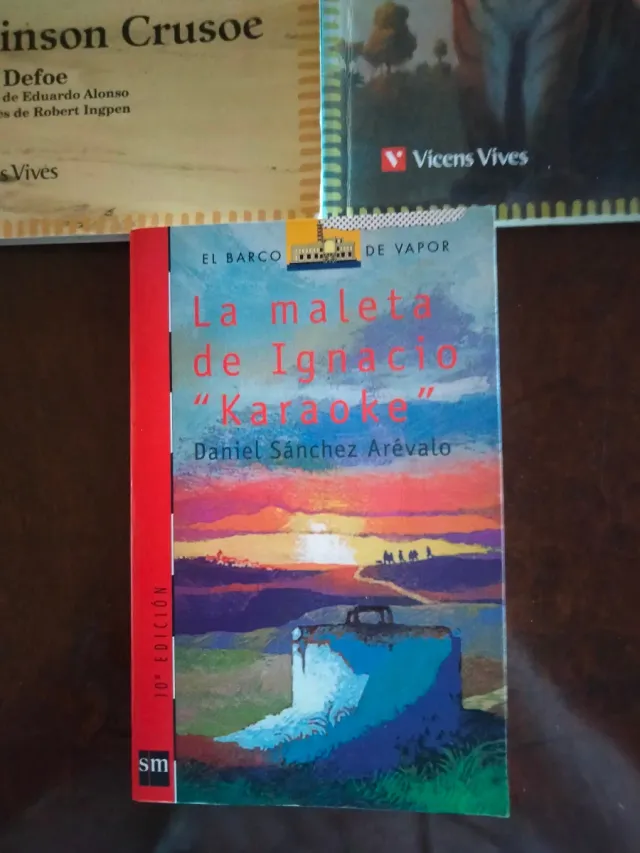 inson Crusoe
Defoe
de Eduardo Alonso
es de Robert Ingpen
s Vives
Vicens Vives
EL BARCO DE VAPOR
La maleta
de Ignacio
"Karaoke"
Daniel Sánchez Arévalo
10ª EDICIÓN
sm